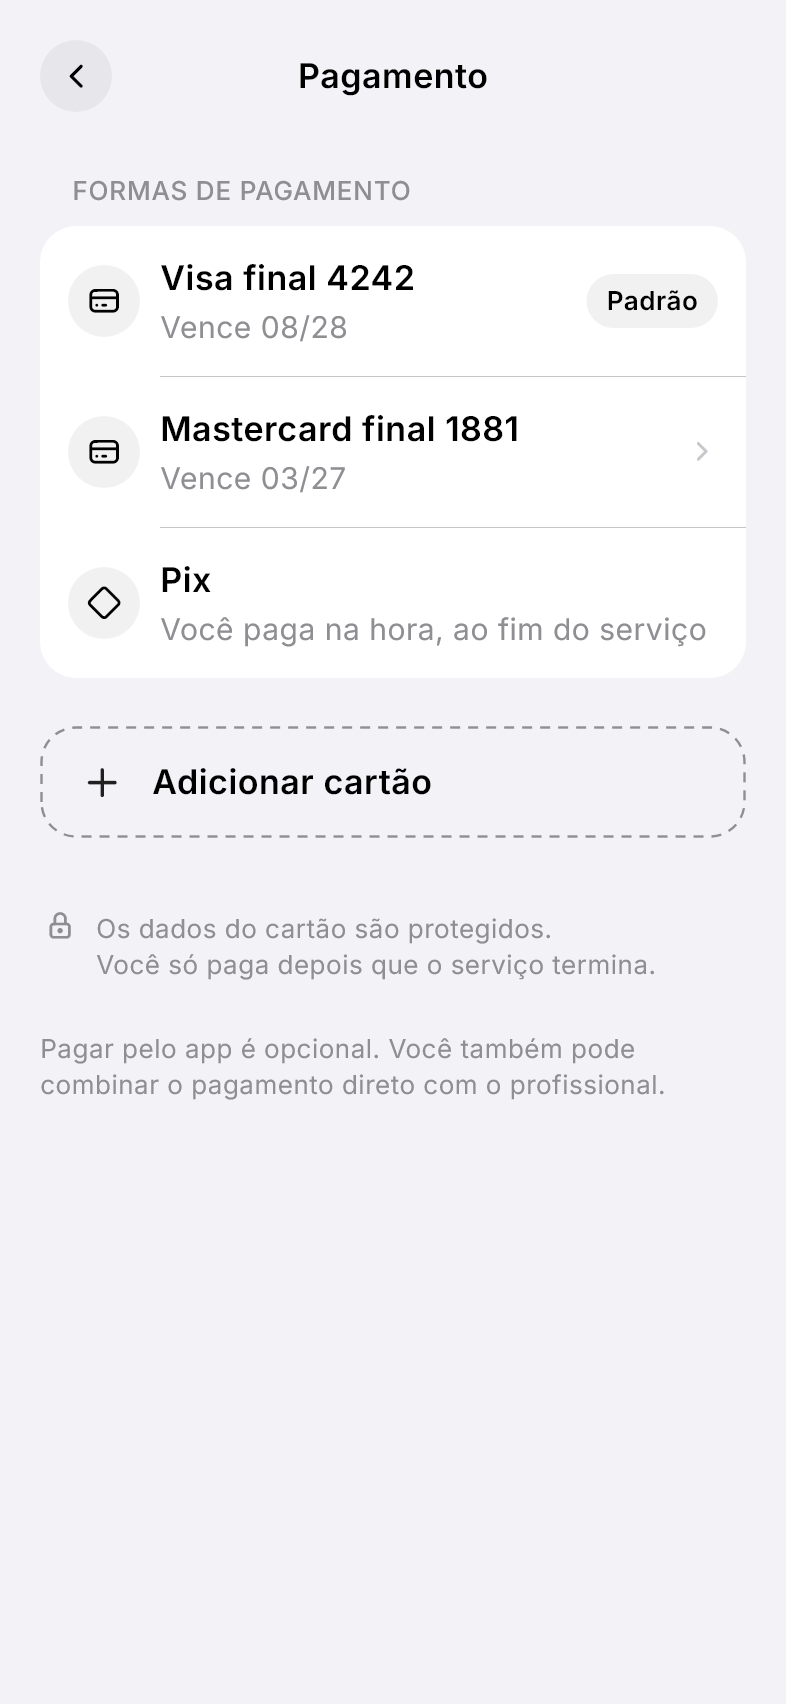 Pagamento
FORMAS DE PAGAMENTO
Visa final 4242
Vence 08/28
Padrão
Mastercard final 1881
Vence 03/27
Pix
Você paga na hora, ao fim do serviço
Adicionar cartão
Os dados do cartão são protegidos.
Você só paga depois que o serviço termina.
Pagar pelo app é opcional. Você também pode
combinar o pagamento direto com o profissional.